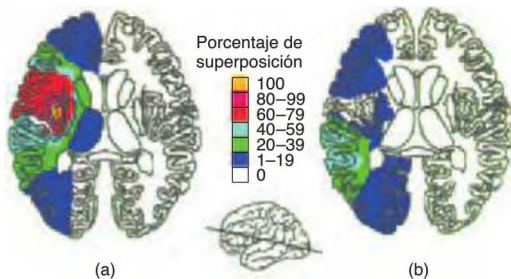 Porcentaje de
superposición
100
80–99
60–79
40–59
20–39
1–19
0
(a)
(b)